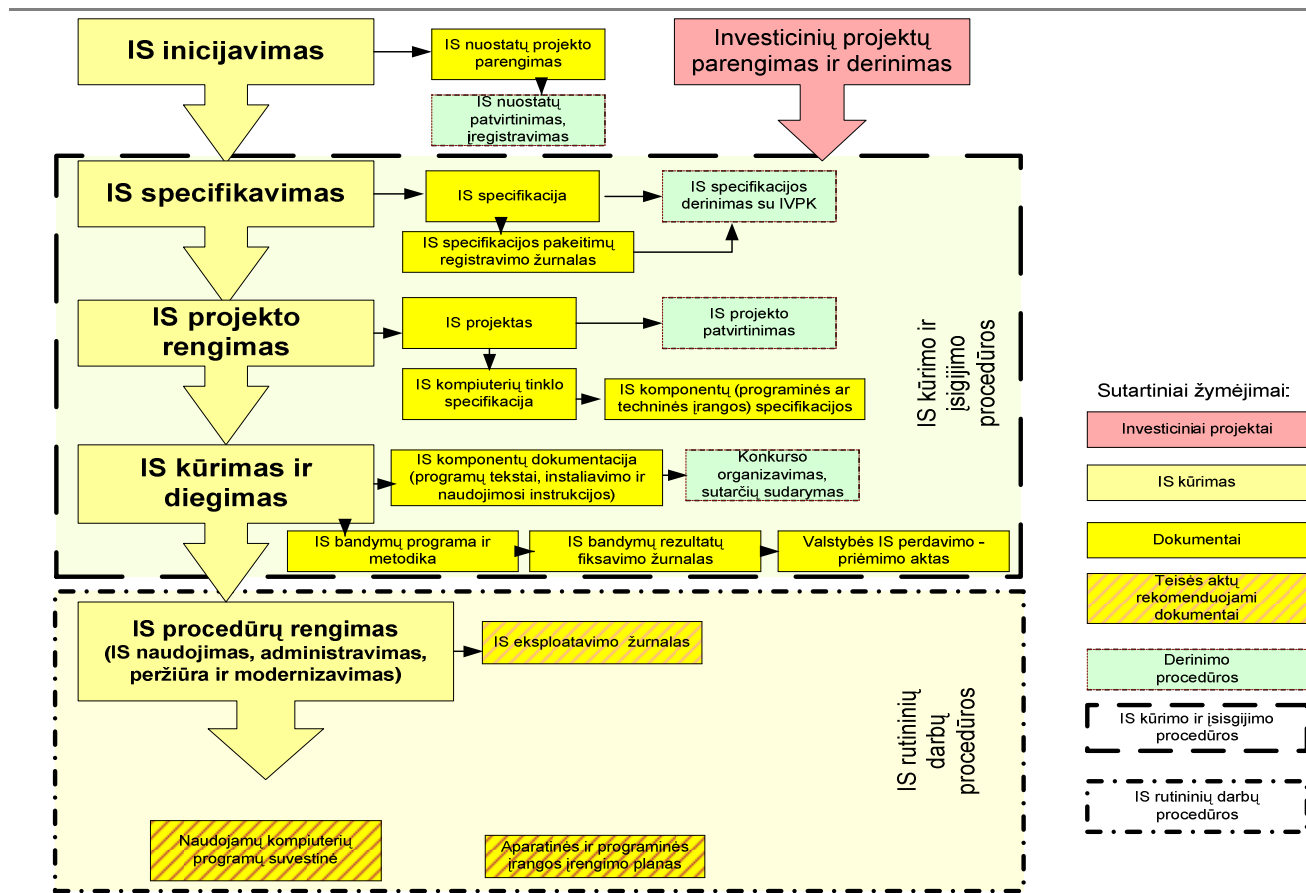 IS inicijavimas
IS nuostatų projekto
parengimas
IS nuostatų
patvirtinimas,
įregistravimas
Investicinių projektų
parengimas ir derinimas
IS specifikavimas
IS specifikacija
IS specifikacijos
derinimas su IVPK
IS specifikacijos pakeitimų
registravimo žurnalas
IS projekto
rengimas
IS projektas
IS projekto
patvirtinimas
IS kompiuterių tinklo
specifikacija
IS komponentų (programinės ar
techninės įrangos) specifikacijos
IS kūrimo ir
įsigijimo
procedūros
IS kūrimas ir
diegimas
IS komponentų dokumentacija
(programų tekstai, instaliavimo ir
naudojimosi instrukcijos)
Konkurso
organizavimas,
sutarčių sudarymas
IS bandymų programa ir
metodika
IS bandymų rezultatų
fiksavimo žurnalas
Valstybės IS perdavimo -
priėmimo aktas
IS procedūrų rengimas
(IS naudojimas, administravimas,
peržiūra ir modernizavimas)
IS eksploatavimo žurnalas
IS rutininių
darbų
procedūros
Naudojamų kompiuterių
programų suvestinė
Aparatinės ir programinės
įrangos įrengimo planas
Sutartiniai žymėjimai:
Investiciniai projektai
IS kūrimas
Dokumentai
Teisės aktų
rekomenduojami
dokumentai
Derinimo
procedūros
IS kūrimo ir įsisgijimo
procedūros
IS rutininių darbų
procedūros